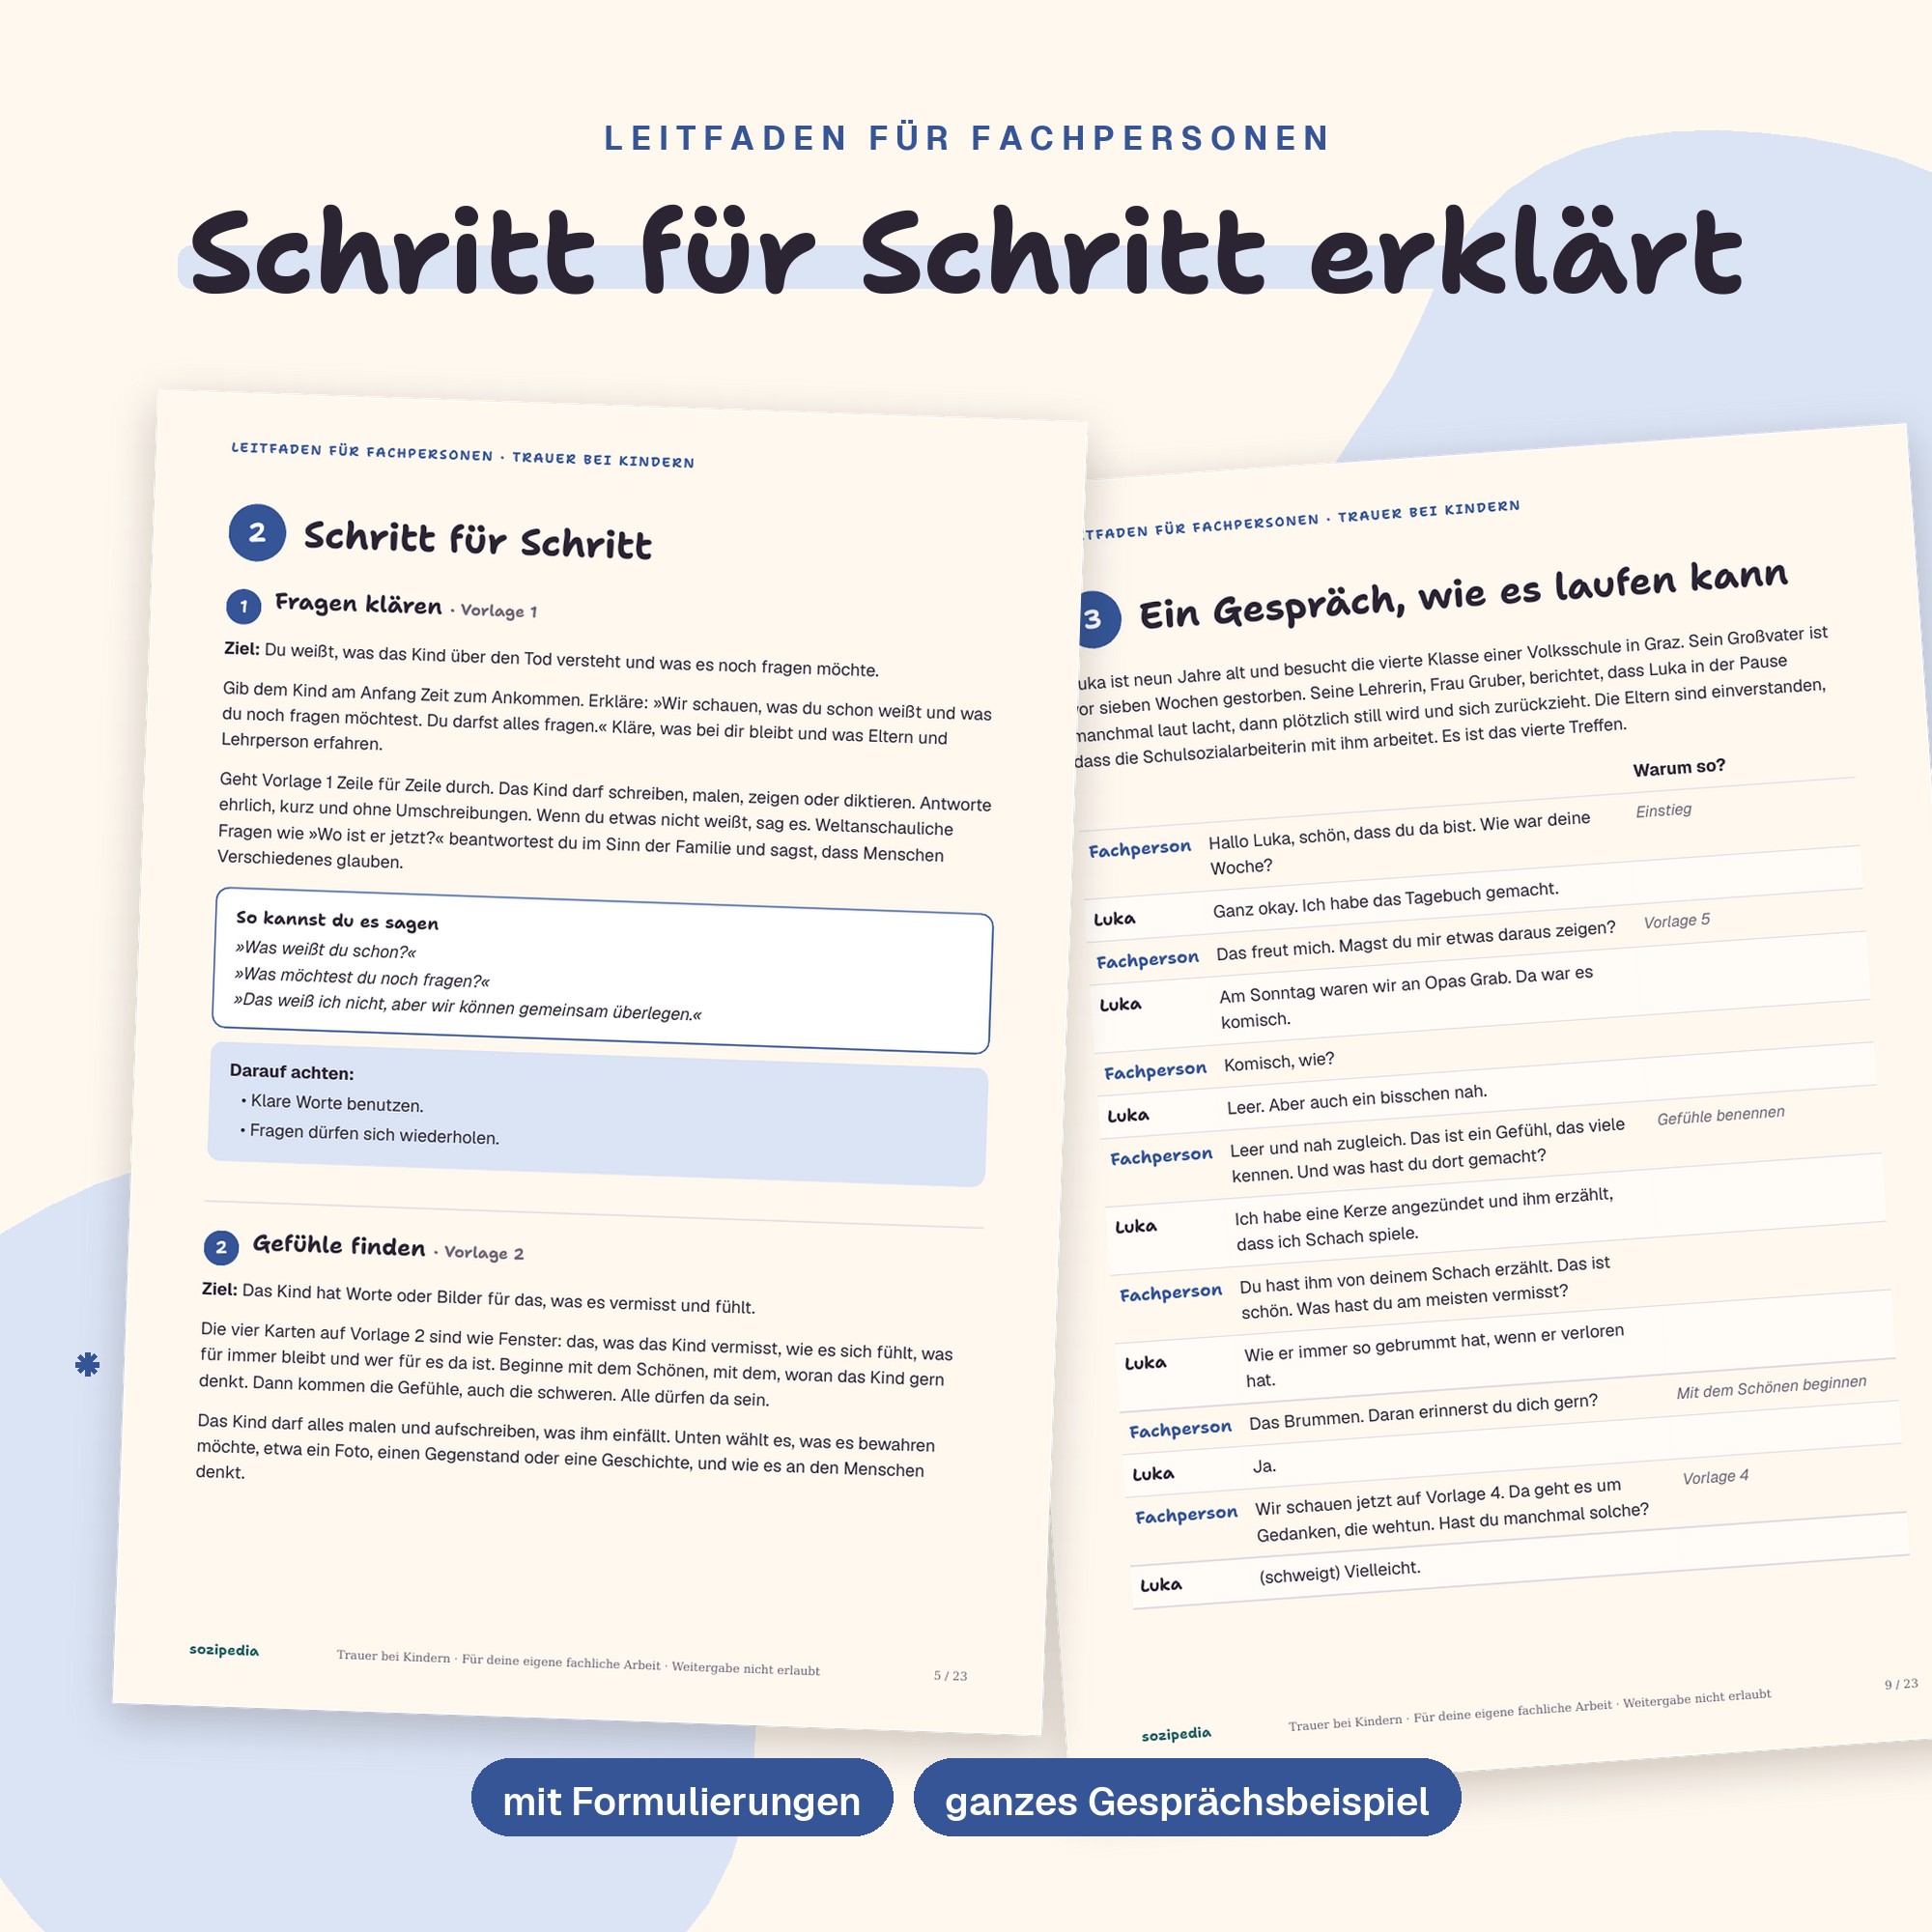 LEITFADEN FÜR FACHPERSONEN
Schritt für Schritt erklärt
LEITFADEN FÜR FACHPERSONEN · TRAUER BEI KINDERN
2 Schritt für Schritt
1 Fragen klären · Vorlage 1
Ziel: Du weißt, was das Kind über den Tod versteht und was es noch fragen möchte.
Gib dem Kind am Anfang Zeit zum Ankommen. Erkläre: »Wir schauen, was du schon weißt und was
du noch fragen möchtest. Du darfst alles fragen.« Kläre, was bei dir bleibt und was Eltern und
Lehrperson erfahren.
Geht Vorlage 1 Zeile für Zeile durch. Das Kind darf schreiben, malen, zeigen oder diktieren. Antworte
ehrlich, kurz und ohne Umschreibungen. Wenn du etwas nicht weißt, sag es. Weltanschauliche
Fragen wie »Wo ist er jetzt?« beantwortest du im Sinn der Familie und sagst, dass Menschen
Verschiedenes glauben.
So kannst du es sagen
»Was weißt du schon?«
»Was möchtest du noch fragen?«
»Das weiß ich nicht, aber wir können gemeinsam überlegen.«
Darauf achten:
• Klare Worte benutzen.
• Fragen dürfen sich wiederholen.
2 Gefühle finden · Vorlage 2
Ziel: Das Kind hat Worte oder Bilder für das, was es vermisst und fühlt.
Die vier Karten auf Vorlage 2 sind wie Fenster: das, was das Kind vermisst, wie es sich fühlt, was
für immer bleibt und wer für es da ist. Beginne mit dem Schönen, mit dem, woran das Kind gern
denkt. Dann kommen die Gefühle, auch die schweren. Alle dürfen da sein.
Das Kind darf alles malen und aufschreiben, was ihm einfällt. Unten wählt es, was es bewahren
möchte, etwa ein Foto, einen Gegenstand oder eine Geschichte, und wie es an den Menschen
denkt.
sozipedia Trauer bei Kindern · Für deine eigene fachliche Arbeit · Weitergabe nicht erlaubt 5 / 23
TFADEN FÜR FACHPERSONEN · TRAUER BEI KINDERN
3 Ein Gespräch, wie es laufen kann
uka ist neun Jahre alt und besucht die vierte Klasse einer Volksschule in Graz. Sein Großvater ist
or sieben Wochen gestorben. Seine Lehrerin, Frau Gruber, berichtet, dass Luka in der Pause
manchmal laut lacht, dann plötzlich still wird und sich zurückzieht. Die Eltern sind einverstanden,
dass die Schulsozialarbeiterin mit ihm arbeitet. Es ist das vierte Treffen.
Warum so?
Fachperson Hallo Luka, schön, dass du da bist. Wie war deine Einstieg
Woche?
Luka Ganz okay. Ich habe das Tagebuch gemacht.
Fachperson Das freut mich. Magst du mir etwas daraus zeigen? Vorlage 5
Luka Am Sonntag waren wir an Opas Grab. Da war es
komisch.
Fachperson Komisch, wie?
Luka Leer. Aber auch ein bisschen nah.
Fachperson Leer und nah zugleich. Das ist ein Gefühl, das viele Gefühle benennen
kennen. Und was hast du dort gemacht?
Luka Ich habe eine Kerze angezündet und ihm erzählt,
dass ich Schach spiele.
Fachperson Du hast ihm von deinem Schach erzählt. Das ist
schön. Was hast du am meisten vermisst?
Luka Wie er immer so gebrummt hat, wenn er verloren
hat.
Fachperson Das Brummen. Daran erinnerst du dich gern? Mit dem Schönen beginnen
Luka Ja.
Fachperson Wir schauen jetzt auf Vorlage 4. Da geht es um Vorlage 4
Gedanken, die wehtun. Hast du manchmal solche?
Luka (schweigt) Vielleicht.
sozipedia Trauer bei Kindern · Für deine eigene fachliche Arbeit · Weitergabe nicht erlaubt 9 / 23
mit Formulierungen
ganzes Gesprächsbeispiel